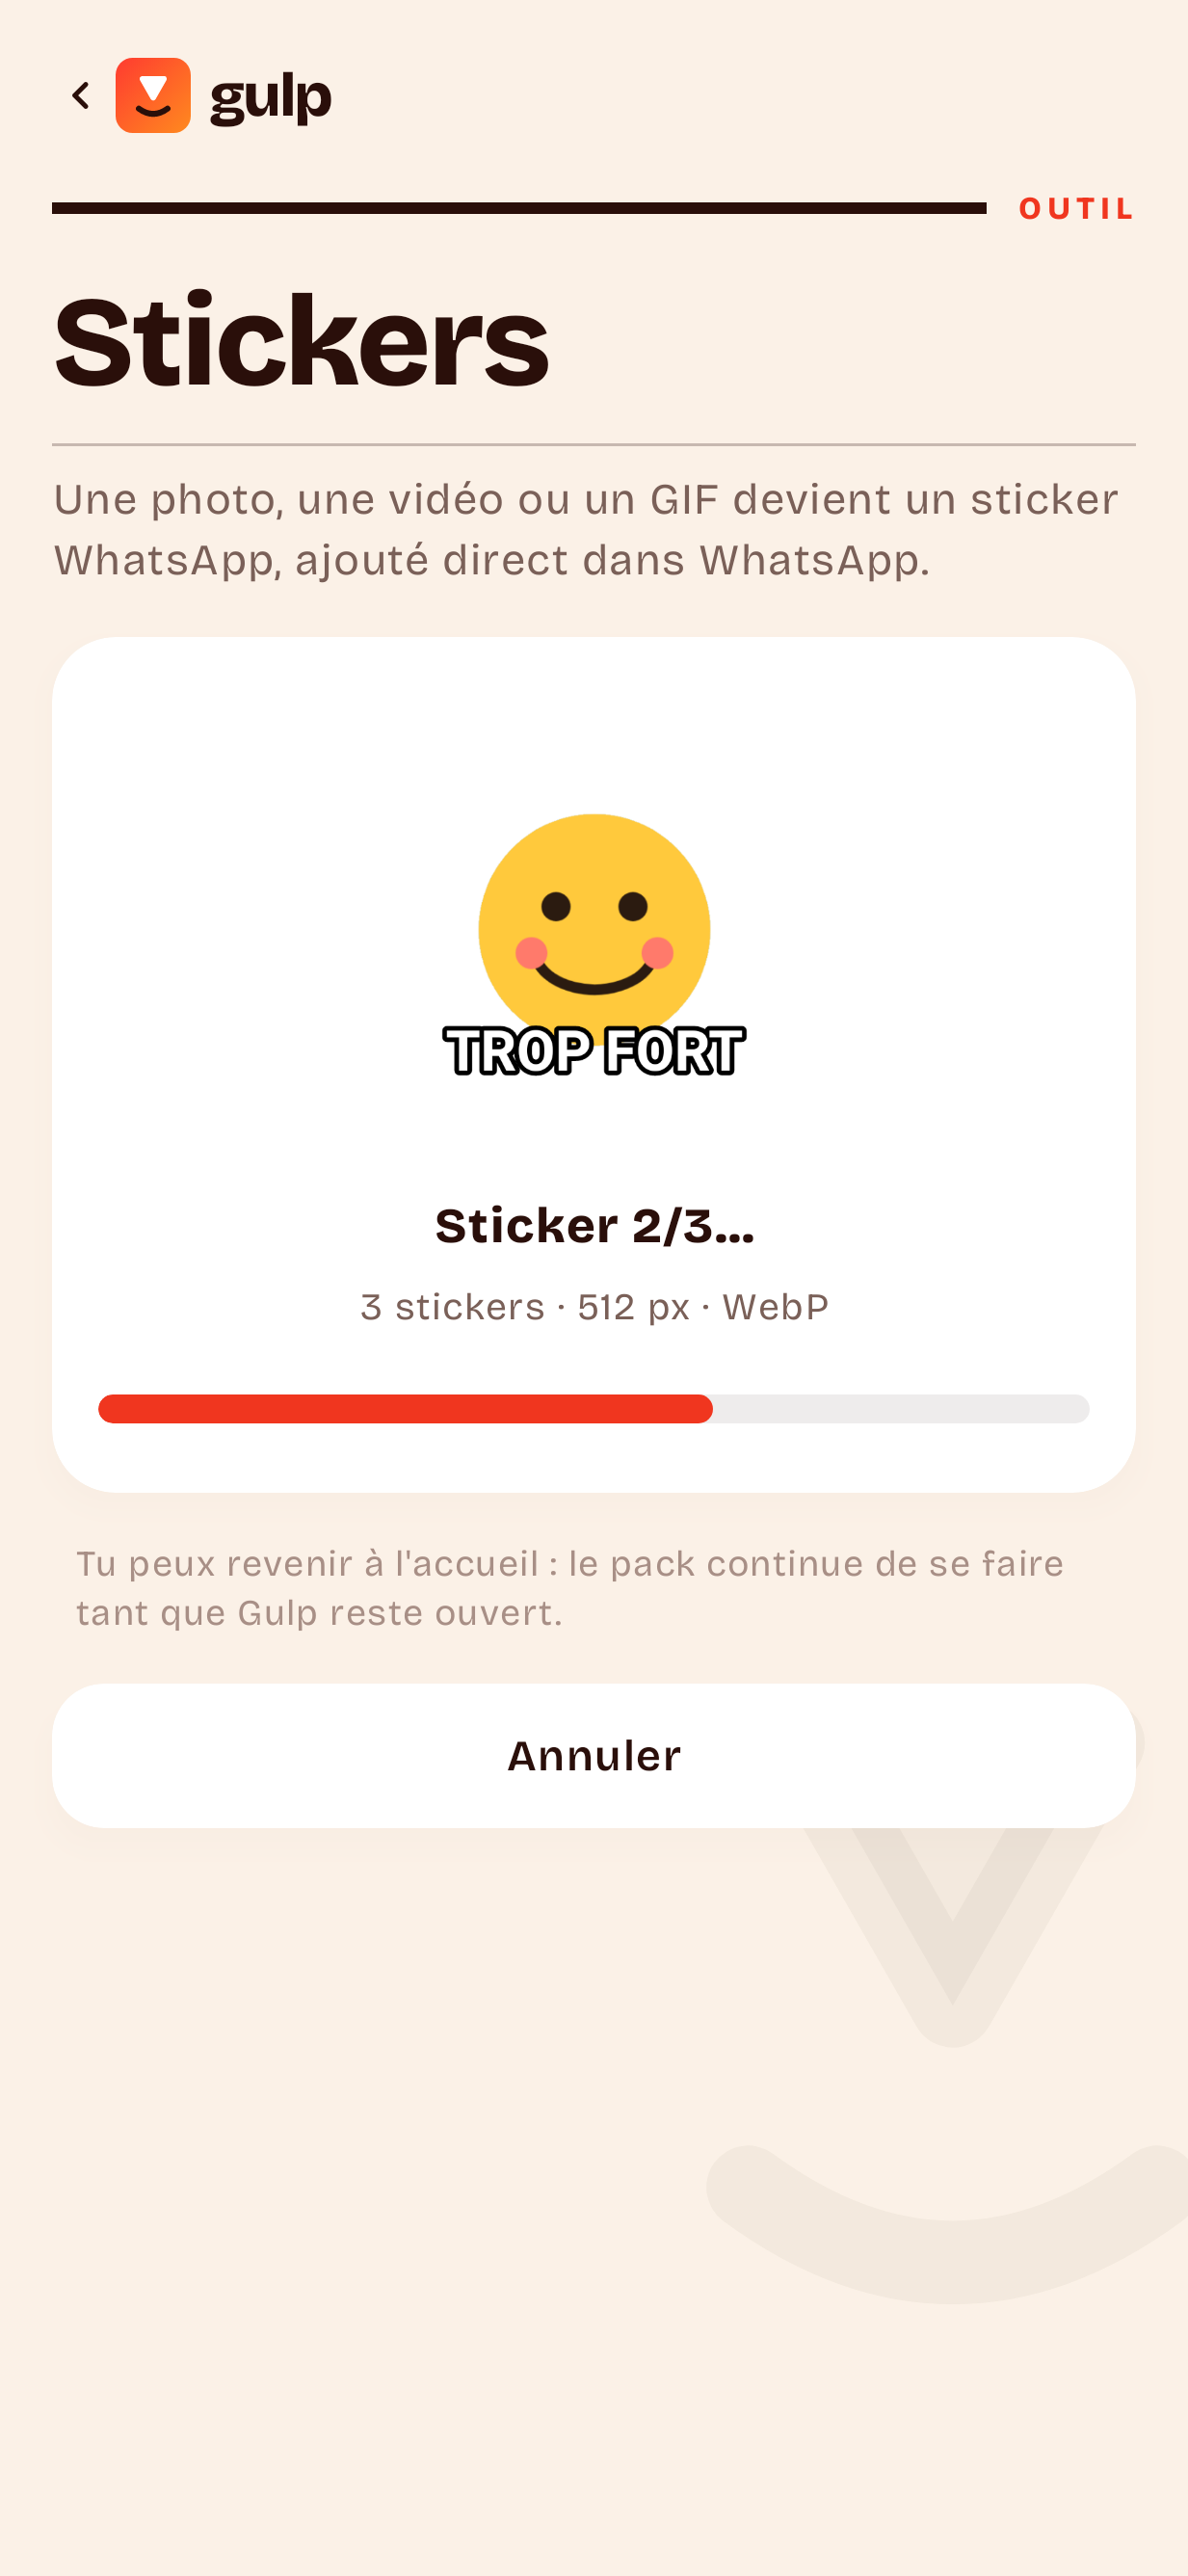 gulp
OUTIL
Stickers
Une photo, une vidéo ou un GIF devient un sticker
WhatsApp, ajouté direct dans WhatsApp.
TROP FORT
Sticker 2/3...
3 stickers · 512 px · WebP
Tu peux revenir à l'accueil : le pack continue de se faire
tant que Gulp reste ouvert.
Annuler